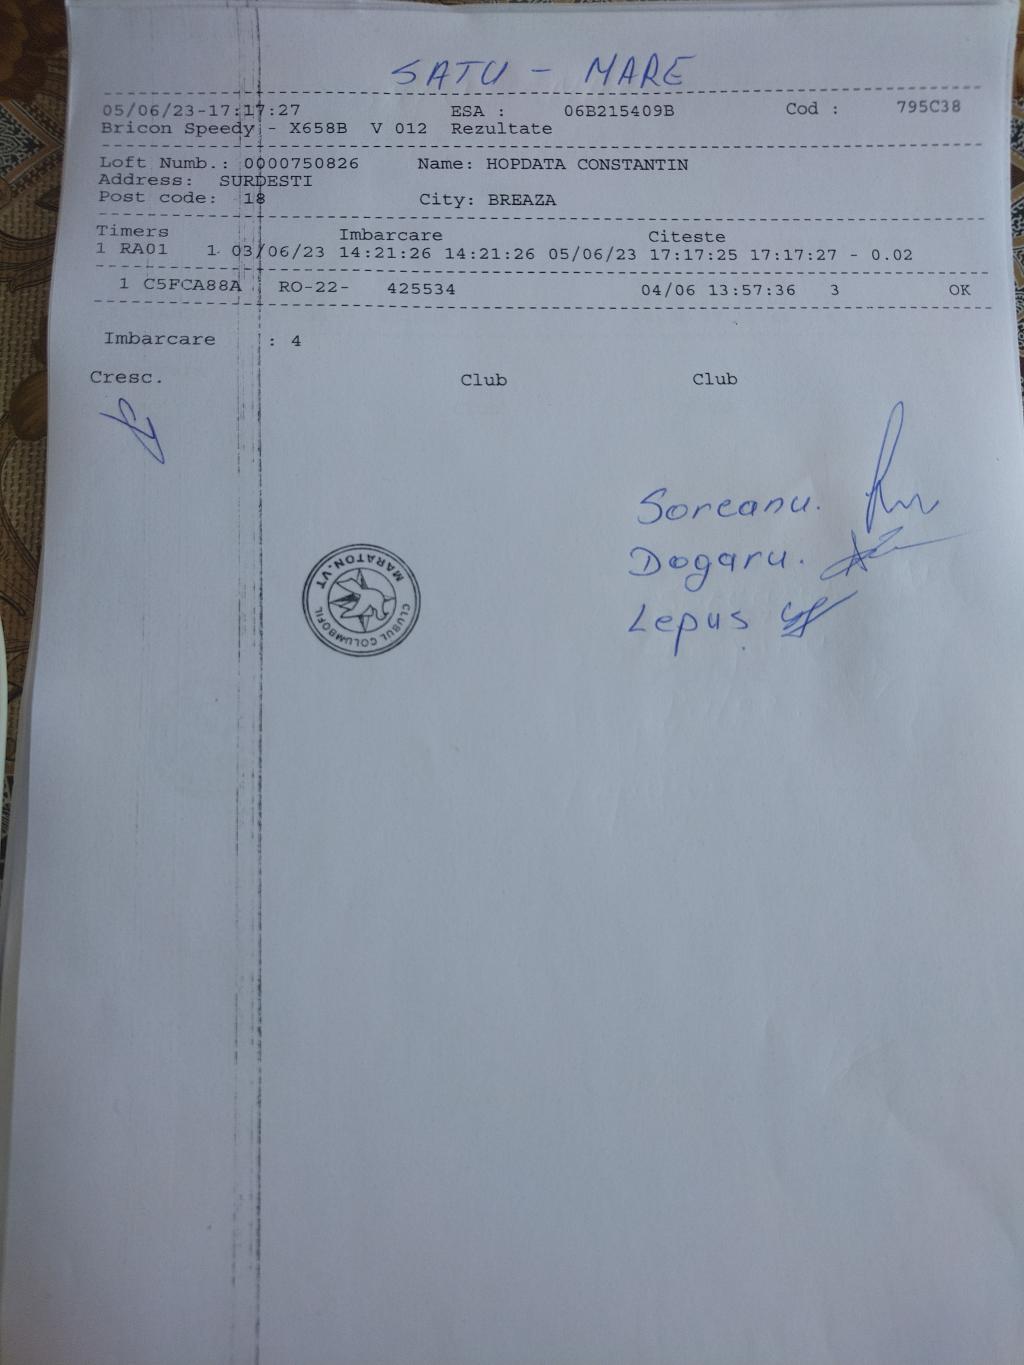 SATU - MARE
05/06/23-17:17:27 ESA : 06B215409B Cod : 795C38
Bricon Speedy - X658B V 012 Rezultate
Loft Numb.: 0000750826 Name: HOPDATA CONSTANTIN
Address: SURDESTI
Post code: 18 City: BREAZA
Timers Imbarcare Citeste
1 RA01 1 03/06/23 14:21:26 14:21:26 05/06/23 17:17:25 17:17:27 - 0.02
1 C5FCA88A RO-22- 425534 04/06 13:57:36 3 OK
Imbarcare : 4
Cresc. Club Club
Soreanu.
Dogaru.
Lepus
CLUBUL COLUMBOFIL
MARATON.VT